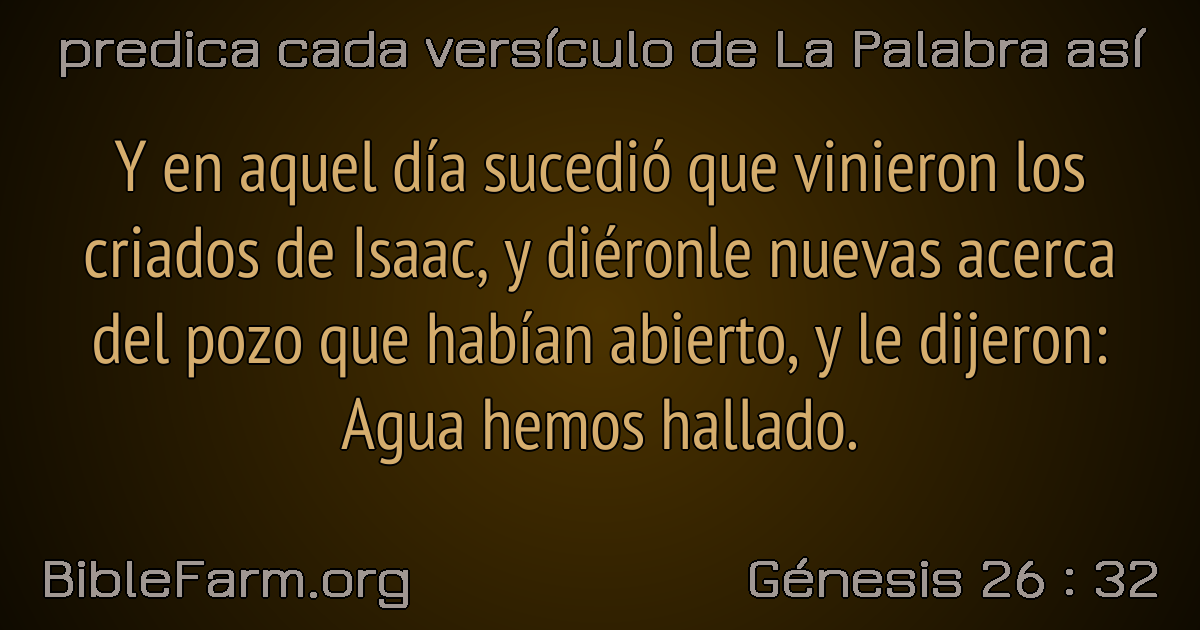 predica cada versículo de La Palabra así
Y en aquel día sucedió que vinieron los
criados de Isaac, y diéronle nuevas acerca
del pozo que habían abierto, y le dijeron:
Agua hemos hallado.
BibleFarm.org
Génesis 26 : 32